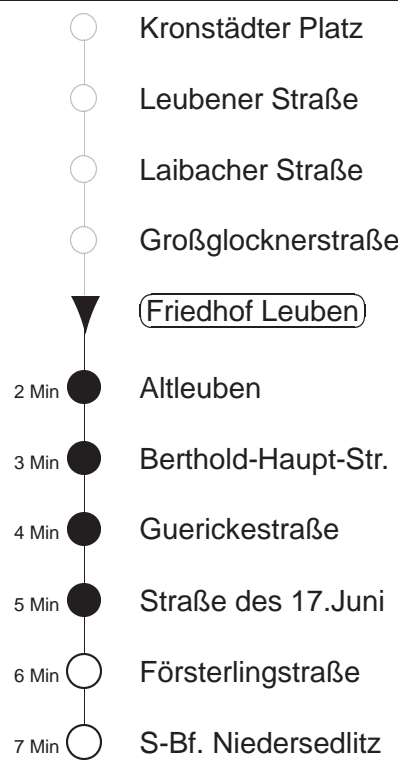 Kronstädter Platz
Leubener Straße
Laibacher Straße
Großglocknerstraße
Friedhof Leuben
2 Min Altleuben
3 Min Berthold-Haupt-Str.
4 Min Guerickestraße
5 Min Straße des 17.Juni
6 Min Försterlingstraße
7 Min S-Bf. Niedersedlitz